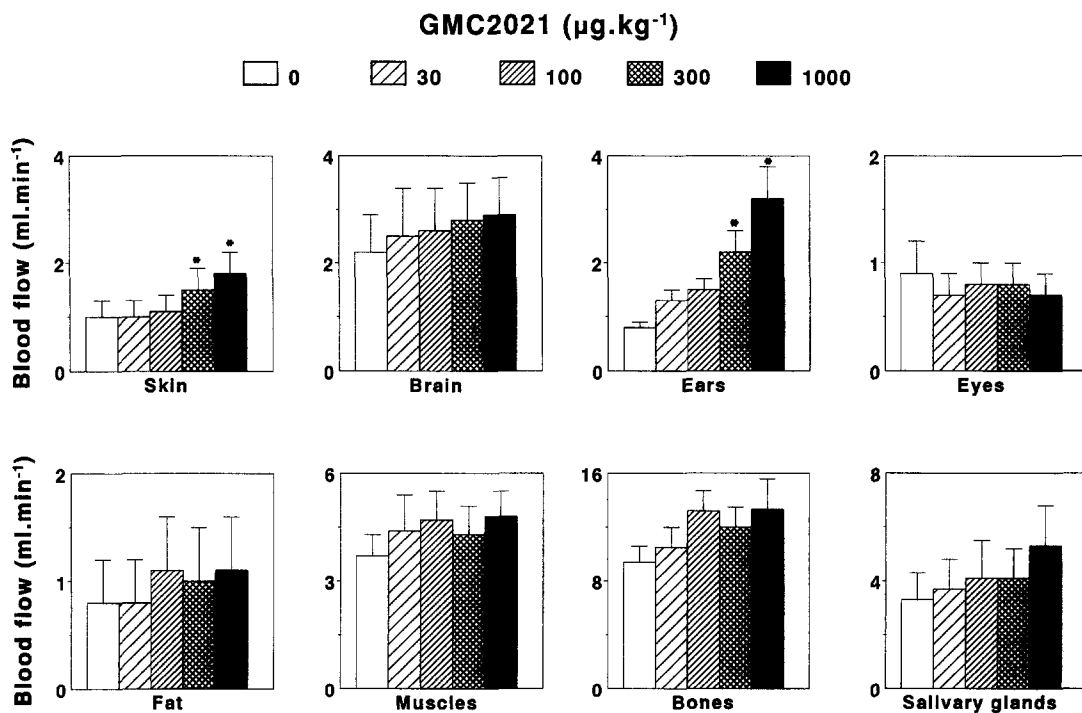 GMC2021 (µg.kg⁻¹)
0 30 100 300 1000
Blood flow (ml.min⁻¹)
4
2
0
Skin
*
*
4
2
0
Brain
4
2
0
Ears
*
*
2
1
0
Eyes
Blood flow (ml.min⁻¹)
2
1
0
Fat
6
3
0
Muscles
16
8
0
Bones
8
4
0
Salivary glands